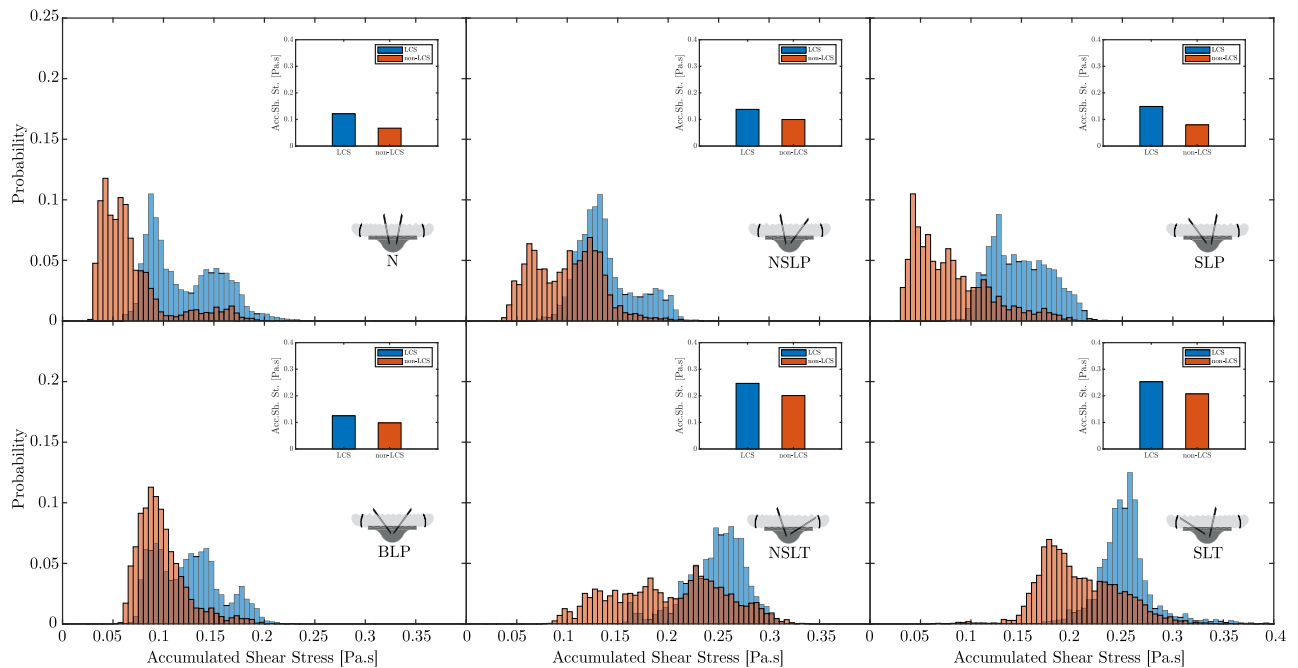 0.25
0.2
0.15
0.1
0.05
0
Probability
0.4
0.3
0.2
0.1
0
Acc.Sh. St. [Pa.s]
LCS
non-LCS
LCS non-LCS
N
0.4
0.3
0.2
0.1
0
Acc.Sh. St. [Pa.s]
LCS
non-LCS
LCS non-LCS
NSLP
0.4
0.3
0.2
0.1
0
Acc.Sh. St. [Pa.s]
LCS
non-LCS
LCS non-LCS
SLP
0.2
0.15
0.1
0.05
0
Probability
0.4
0.3
0.2
0.1
0
Acc.Sh. St. [Pa.s]
LCS
non-LCS
LCS non-LCS
BLP
0.4
0.3
0.2
0.1
0
Acc.Sh. St. [Pa.s]
LCS
non-LCS
LCS non-LCS
NSLT
0.4
0.3
0.2
0.1
0
Acc.Sh. St. [Pa.s]
LCS
non-LCS
LCS non-LCS
SLT
0 0.05 0.1 0.15 0.2 0.25 0.3 0.35
0.05 0.1 0.15 0.2 0.25 0.3 0.35
0.05 0.1 0.15 0.2 0.25 0.3 0.35 0.4
Accumulated Shear Stress [Pa.s]
Accumulated Shear Stress [Pa.s]
Accumulated Shear Stress [Pa.s]